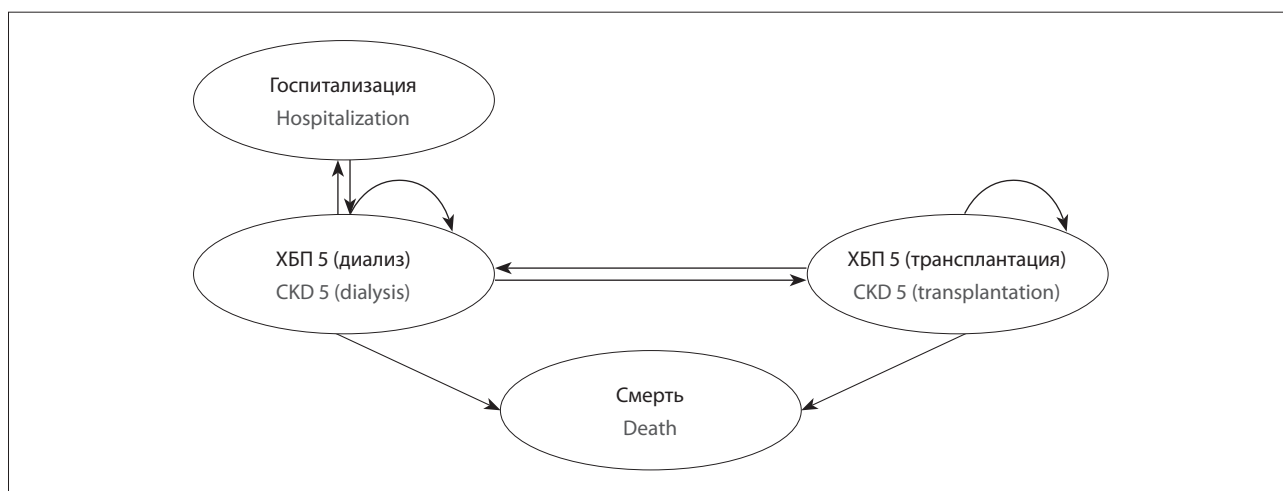 Госпитализация
Hospitalization
ХБП 5 (диализ)
CKD 5 (dialysis)
ХБП 5 (трансплантация)
CKD 5 (transplantation)
Смерть
Death